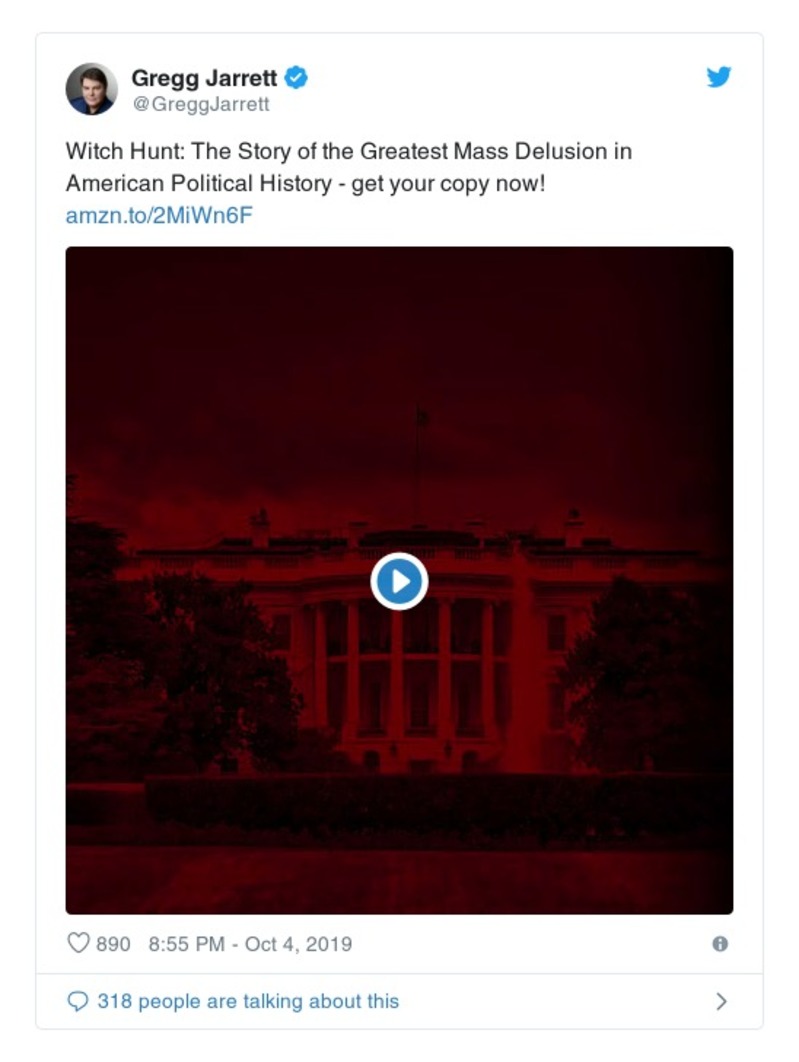 Gregg Jarrett
@GreggJarrett
Witch Hunt: The Story of the Greatest Mass Delusion in
American Political History - get your copy now!
amzn.to/2MiWn6F
890 8:55 PM - Oct 4, 2019
318 people are talking about this